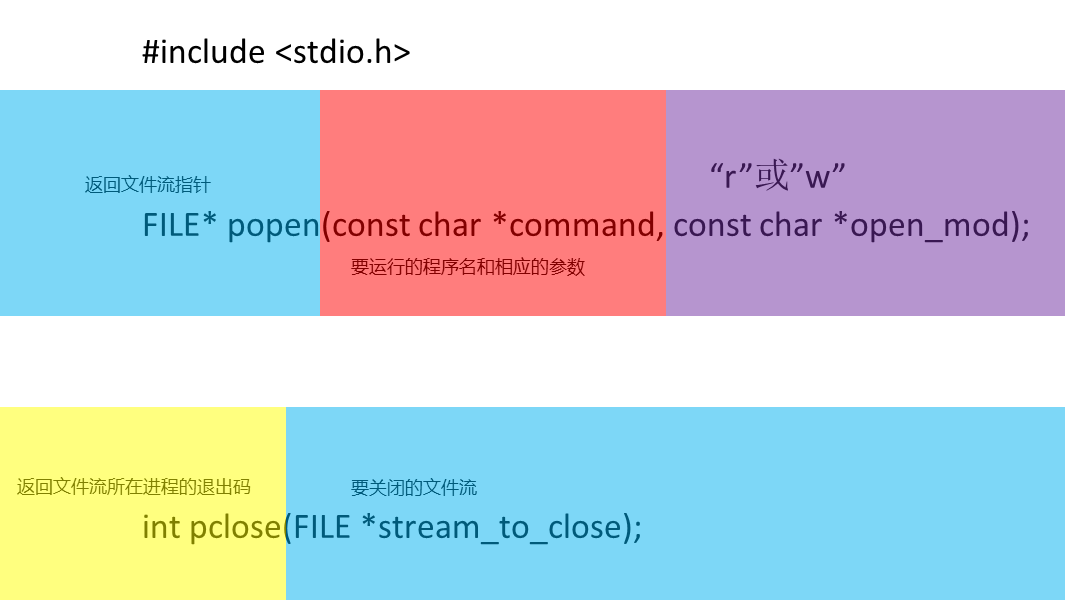 #include <stdio.h>
“r”或”w”
返回文件流指针
FILE* popen(const char *command, const char *open_mod);
要运行的程序名和相应的参数
返回文件流所在进程的退出码 要关闭的文件流
int pclose(FILE *stream_to_close);